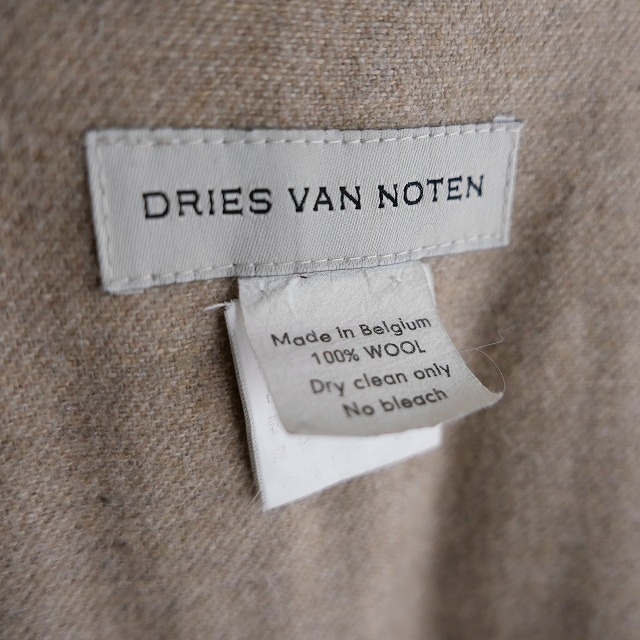 DRIES VAN NOTEN
Made in Belgium
100% WOOL
Dry clean only
No bleach